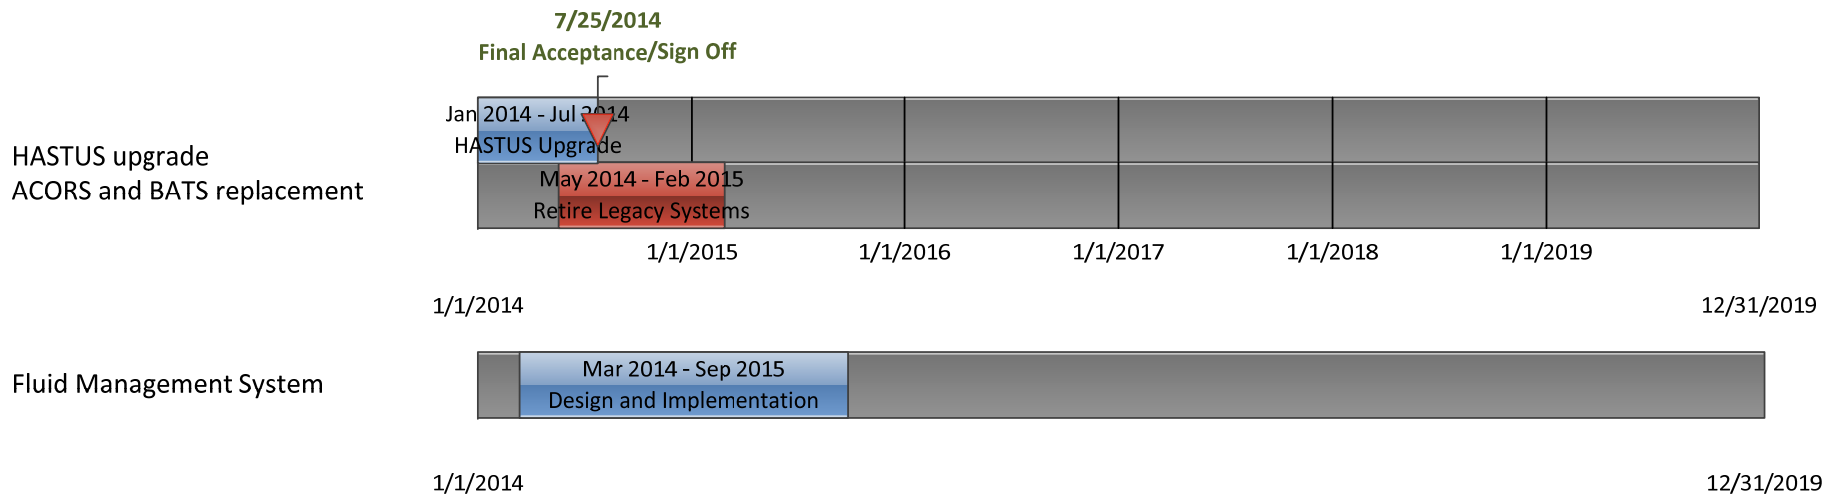 7/25/2014
Final Acceptance/Sign Off
Jan 2014 - Jul 2014
HASTUS Upgrade
HASTUS upgrade
ACORS and BATS replacement
May 2014 - Feb 2015
Retire Legacy Systems
1/1/2015 1/1/2016 1/1/2017 1/1/2018 1/1/2019
1/1/2014 12/31/2019
Mar 2014 - Sep 2015
Fluid Management System
Design and Implementation
1/1/2014 12/31/2019